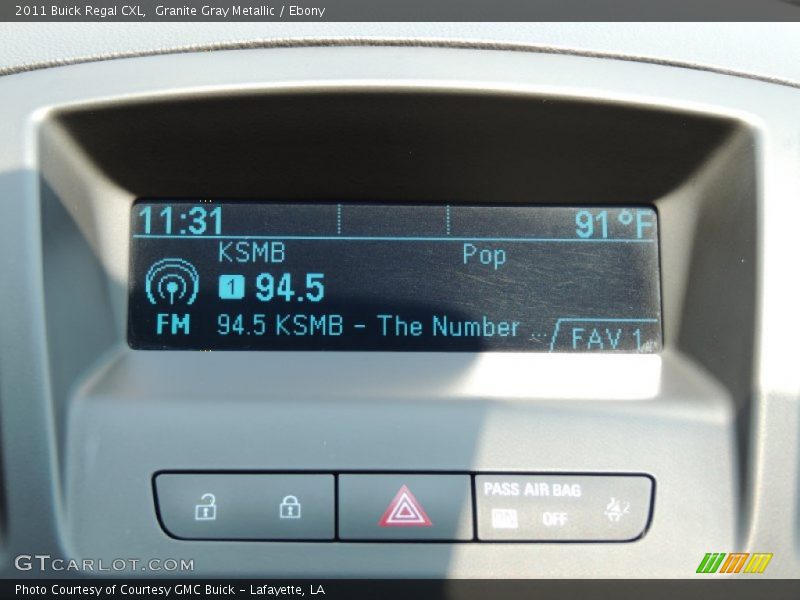 2011 Buick Regal CXL,  Granite Gray Metallic / Ebony
11:31 91 °F
KSMB Pop
1 94.5
FM 94.5 KSMB - The Number ... FAV 1
PASS AIR BAG
ON OFF 2
GTCARLOT.COM
Photo Courtesy of Courtesy GMC Buick - Lafayette, LA